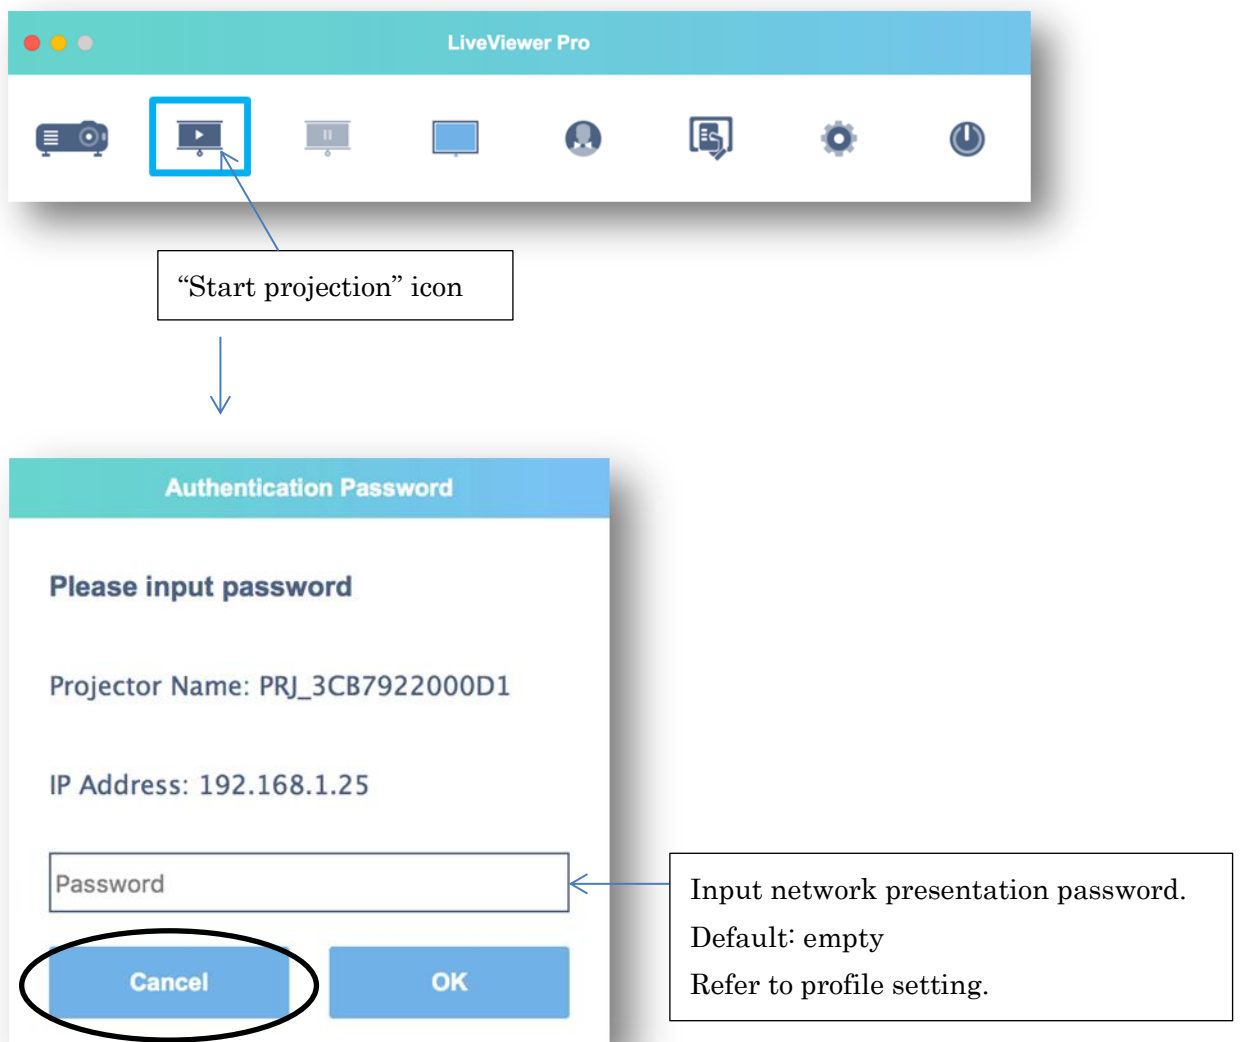 LiveViewer Pro
“Start projection” icon
Authentication Password
Please input password
Projector Name: PRJ_3CB7922000D1
IP Address: 192.168.1.25
Password
Input network presentation password.
Default: empty
Refer to profile setting.
Cancel
OK